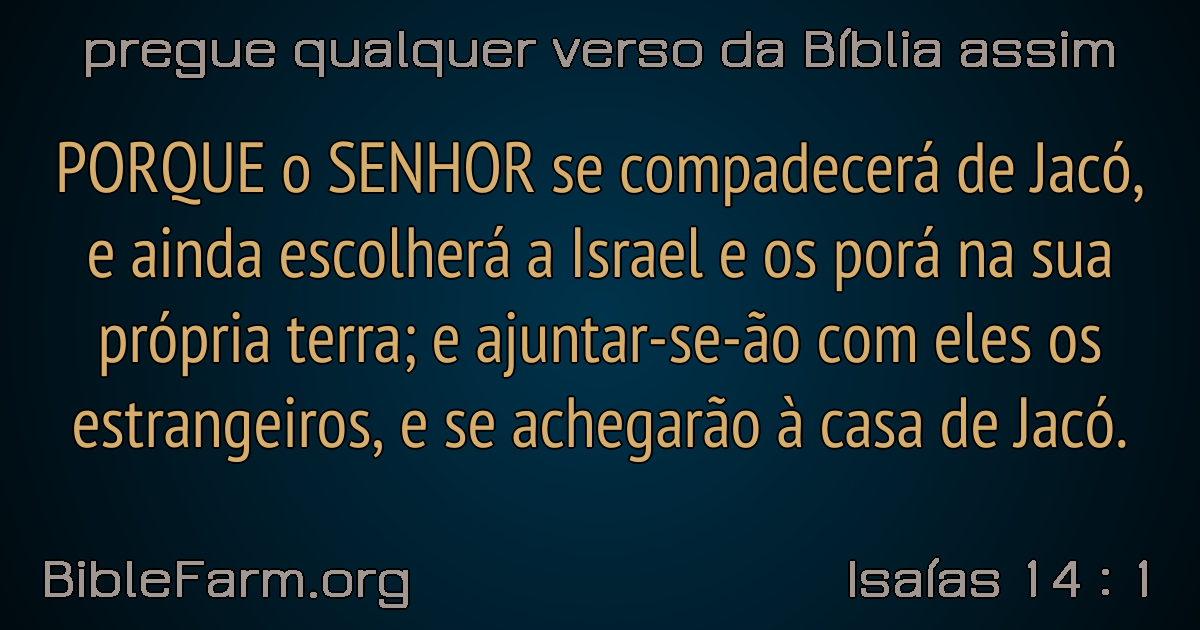 pregue qualquer verso da Bíblia assim
PORQUE o SENHOR se compadecerá de Jacó,
e ainda escolherá a Israel e os porá na sua
própria terra; e ajuntar-se-ão com eles os
estrangeiros, e se achegarão à casa de Jacó.
BibleFarm.org
Isaías 14 : 1